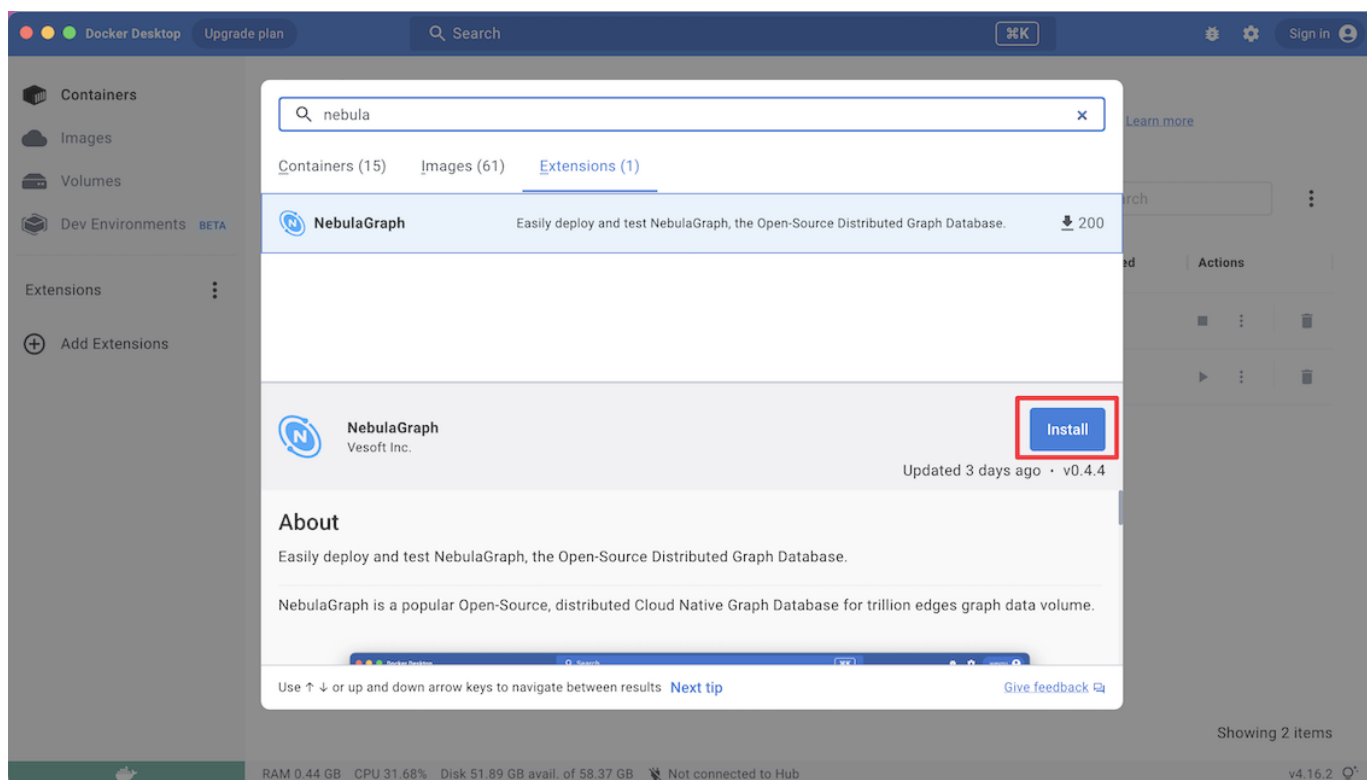 Docker Desktop Upgrade plan Search ⌘K Sign in
Containers
Images
Volumes
Dev Environments BETA
Extensions
Add Extensions
nebula
Learn more
Containers (15) Images (61) Extensions (1)
NebulaGraph Easily deploy and test NebulaGraph, the Open-Source Distributed Graph Database. 200
Actions
NebulaGraph
Vesoft Inc.
Install
Updated 3 days ago · v0.4.4
About
Easily deploy and test NebulaGraph, the Open-Source Distributed Graph Database.
NebulaGraph is a popular Open-Source, distributed Cloud Native Graph Database for trillion edges graph data volume.
Docker Desktop Search ⌘K
Use ↑ ↓ or up and down arrow keys to navigate between results Next tip Give feedback
Showing 2 items
RAM 0.44 GB CPU 31.68% Disk 51.89 GB avail. of 58.37 GB Not connected to Hub v4.16.2